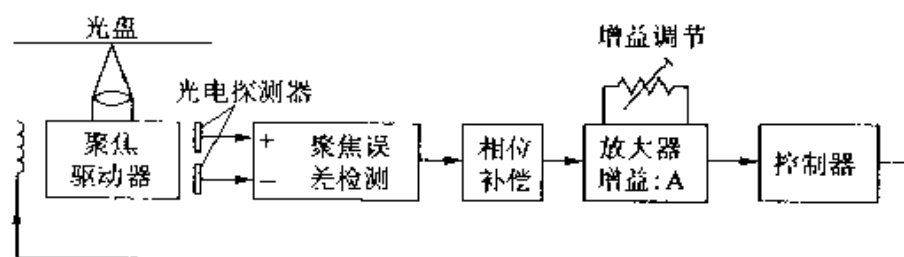 光盘
增益调节
光电探测器
聚焦
驱动器
+
−
聚焦误
差检测
相位
补偿
放大器
增益:A
控制器